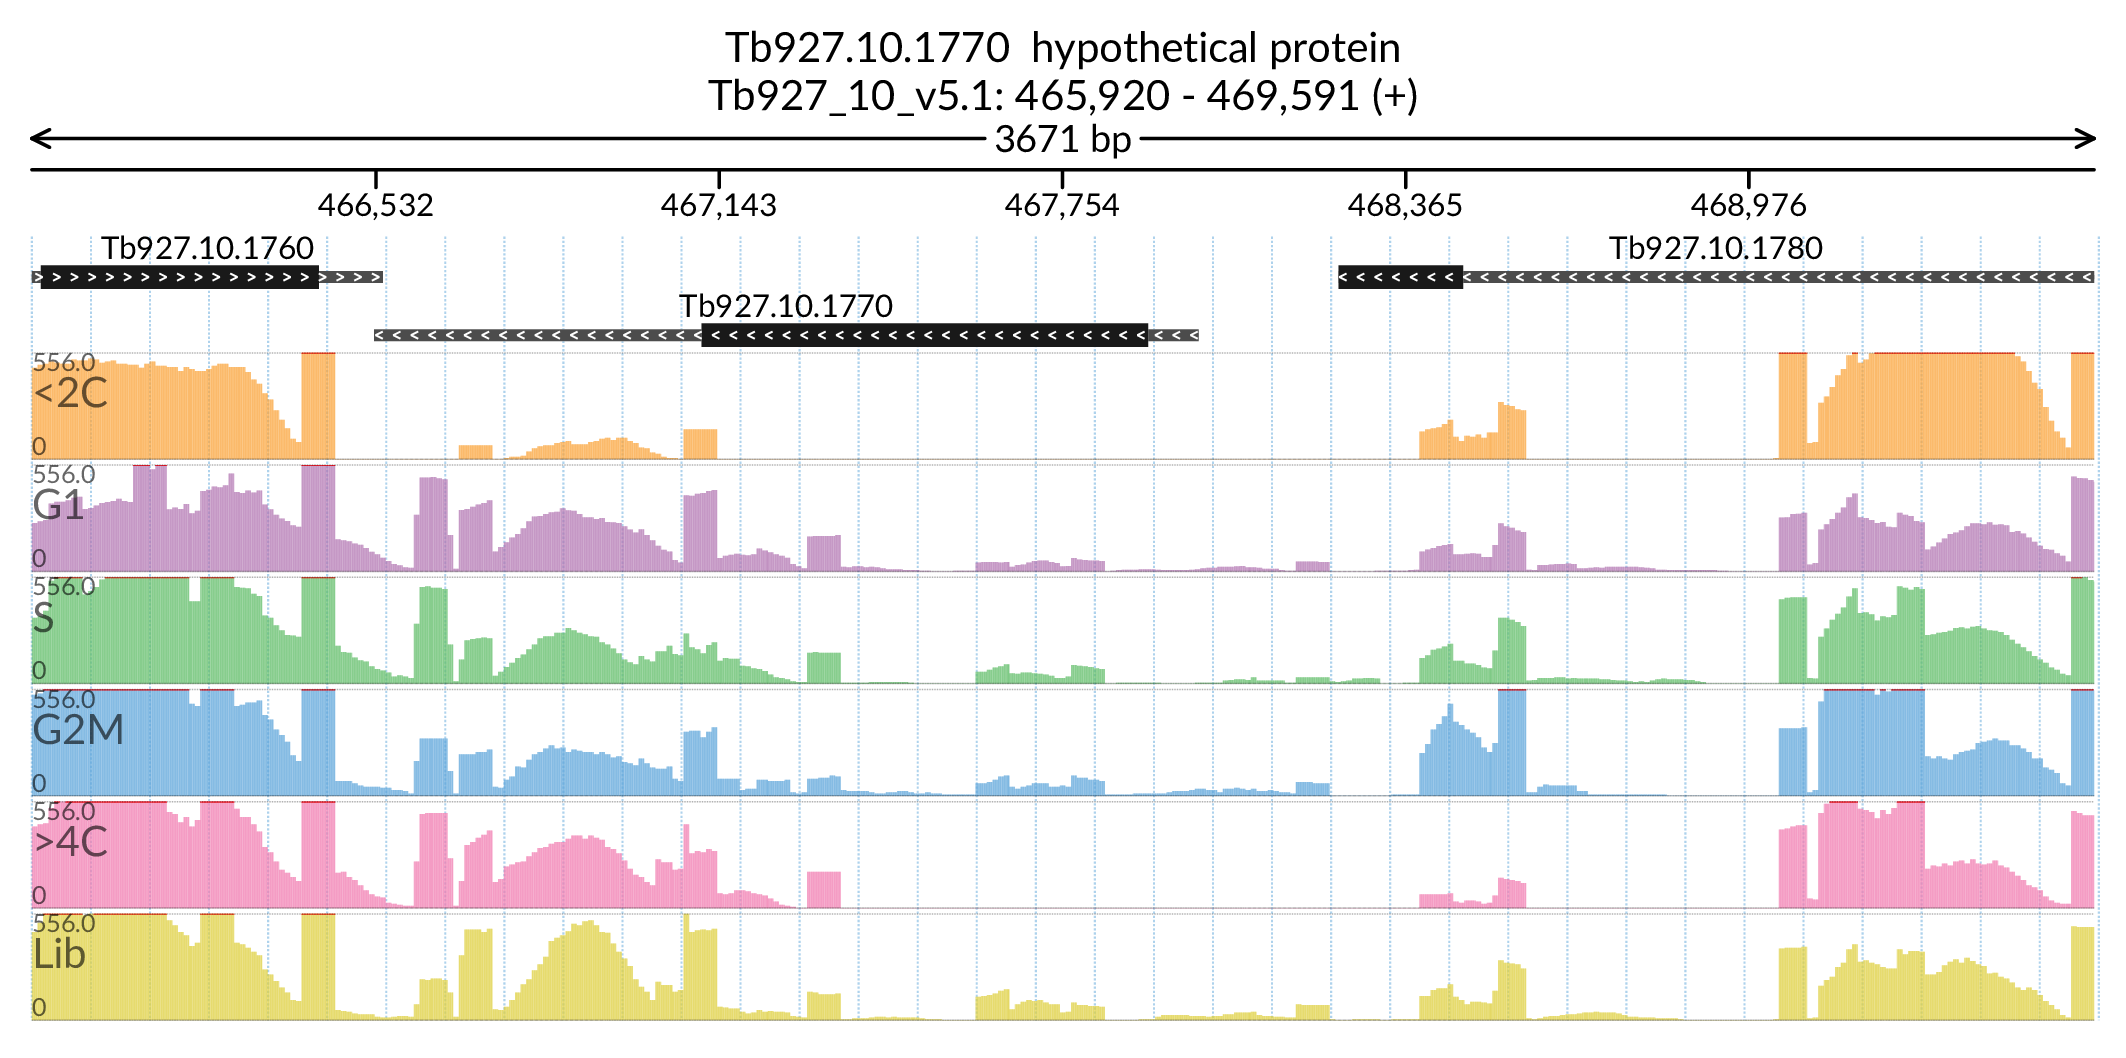 Tb927.10.1770  hypothetical protein
Tb927_10_v5.1: 465,920 - 469,591 (+)
3671 bp
466,532 467,143 467,754 468,365 468,976
Tb927.10.1760 Tb927.10.1780
Tb927.10.1770
556.0
<2C
0
556.0
G1
0
556.0
S
0
556.0
G2M
0
556.0
>4C
0
556.0
Lib
0